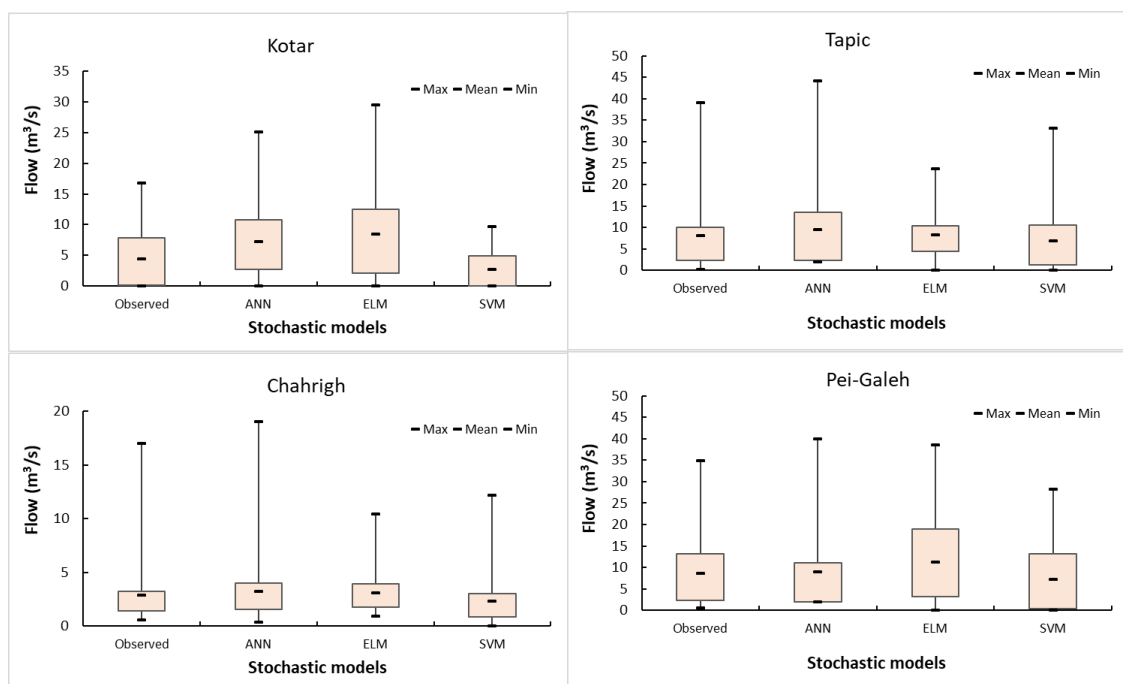 Kotar
Max Mean Min
Flow (m³/s)
35
30
25
20
15
10
5
0
Observed ANN ELM SVM
Stochastic models
Tapic
Max Mean Min
Flow (m³/s)
50
45
40
35
30
25
20
15
10
5
0
Observed ANN ELM SVM
Stochastic models
Chahrigh
Max Mean Min
Flow (m³/s)
20
15
10
5
0
Observed ANN ELM SVM
Stochastic models
Pei-Galeh
Max Mean Min
Flow (m³/s)
50
45
40
35
30
25
20
15
10
5
0
Observed ANN ELM SVM
Stochastic models